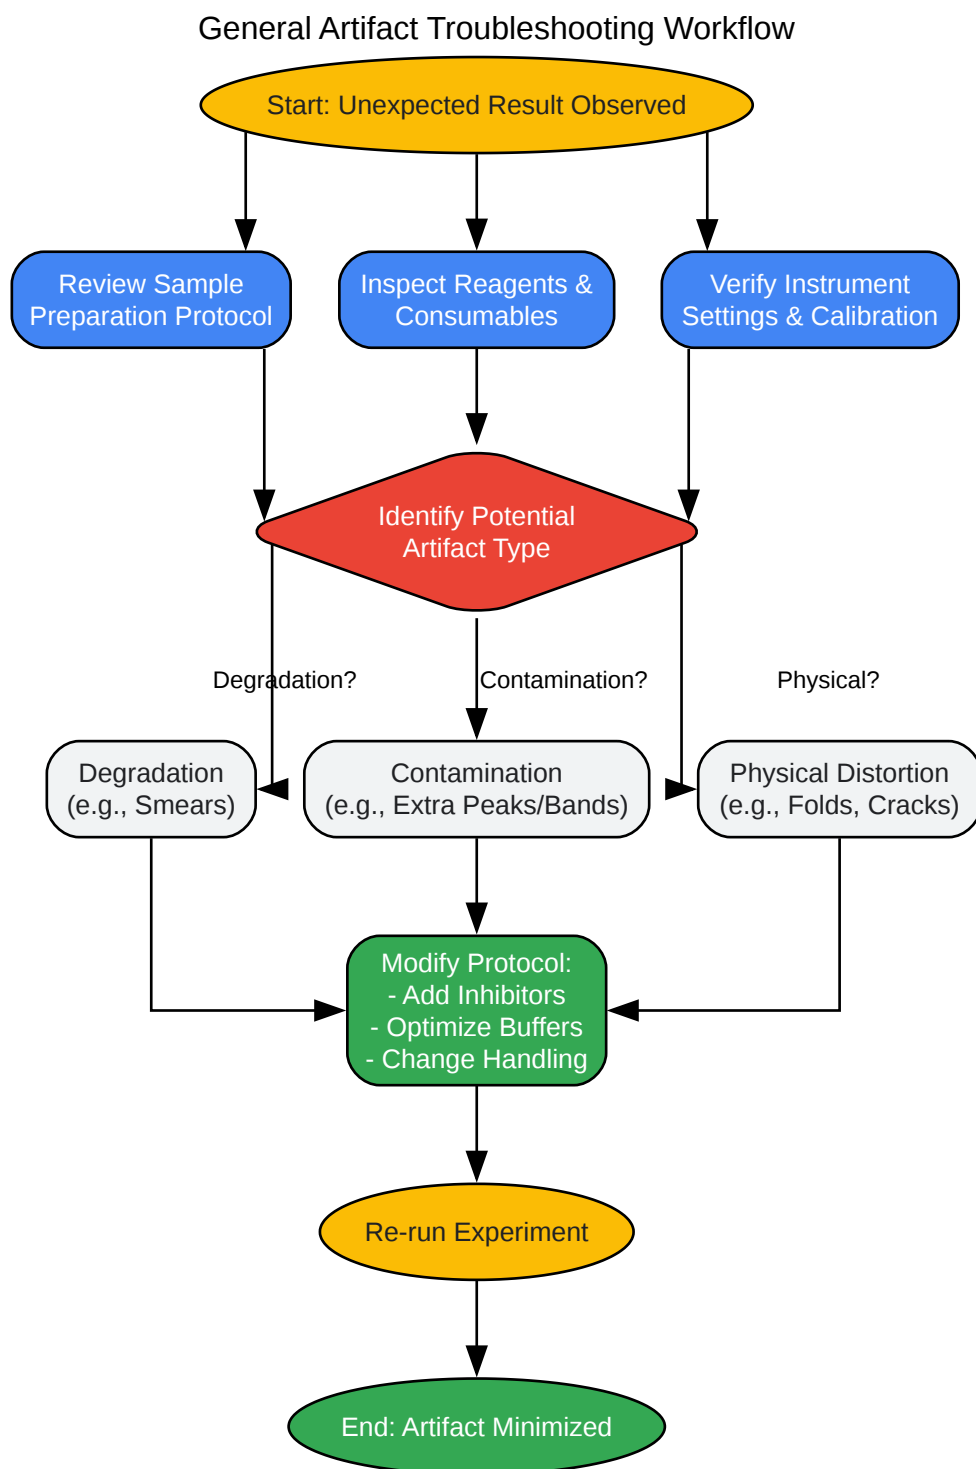 General Artifact Troubleshooting Workflow
Start: Unexpected Result Observed
Review Sample
Preparation Protocol
Inspect Reagents &
Consumables
Verify Instrument
Settings & Calibration
Identify Potential
Artifact Type
Degradation?
Contamination?
Physical?
Degradation
(e.g., Smears)
Contamination
(e.g., Extra Peaks/Bands)
Physical Distortion
(e.g., Folds, Cracks)
Modify Protocol:
- Add Inhibitors
- Optimize Buffers
- Change Handling
Re-run Experiment
End: Artifact Minimized